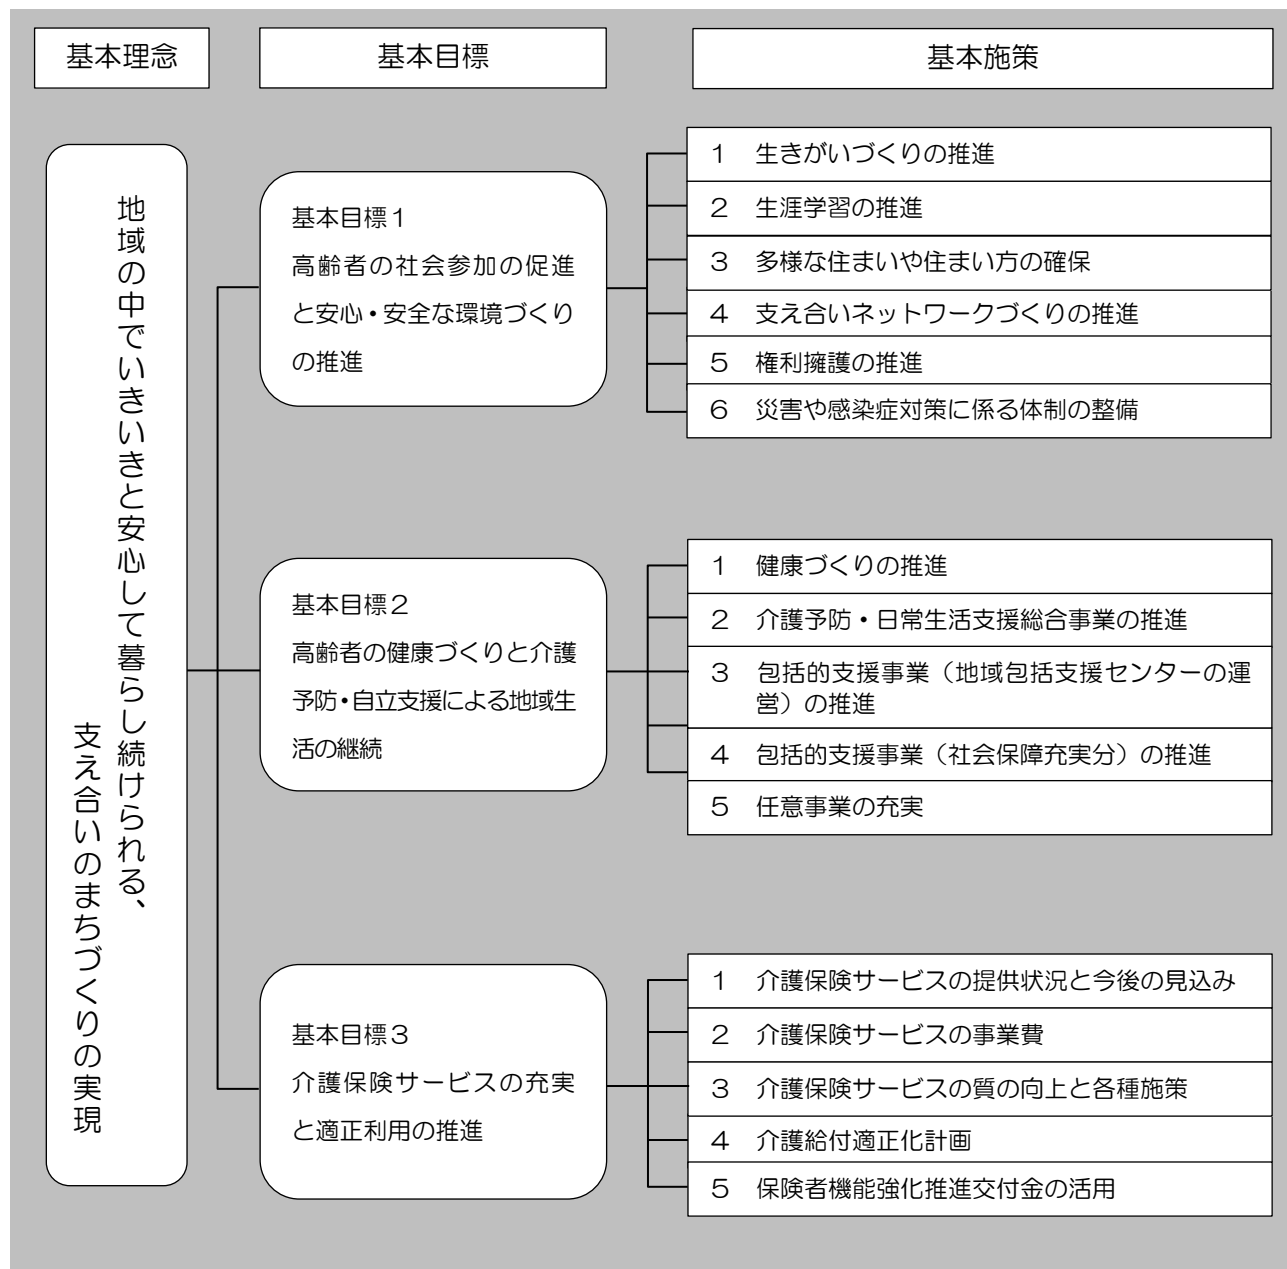 基本理念
基本目標
基本施策
地域の中でいきいきと安心して暮らし続けられる、
支え合いのまちづくりの実現
基本目標１
高齢者の社会参加の促進
と安心・安全な環境づくり
の推進
１　生きがいづくりの推進
２　生涯学習の推進
３　多様な住まいや住まい方の確保
４　支え合いネットワークづくりの推進
５　権利擁護の推進
６　災害や感染症対策に係る体制の整備
基本目標２
高齢者の健康づくりと介護
予防・自立支援による地域生
活の継続
１　健康づくりの推進
２　介護予防・日常生活支援総合事業の推進
３　包括的支援事業（地域包括支援センターの運
営）の推進
４　包括的支援事業（社会保障充実分）の推進
５　任意事業の充実
基本目標３
介護保険サービスの充実
と適正利用の推進
１　介護保険サービスの提供状況と今後の見込み
２　介護保険サービスの事業費
３　介護保険サービスの質の向上と各種施策
４　介護給付適正化計画
５　保険者機能強化推進交付金の活用